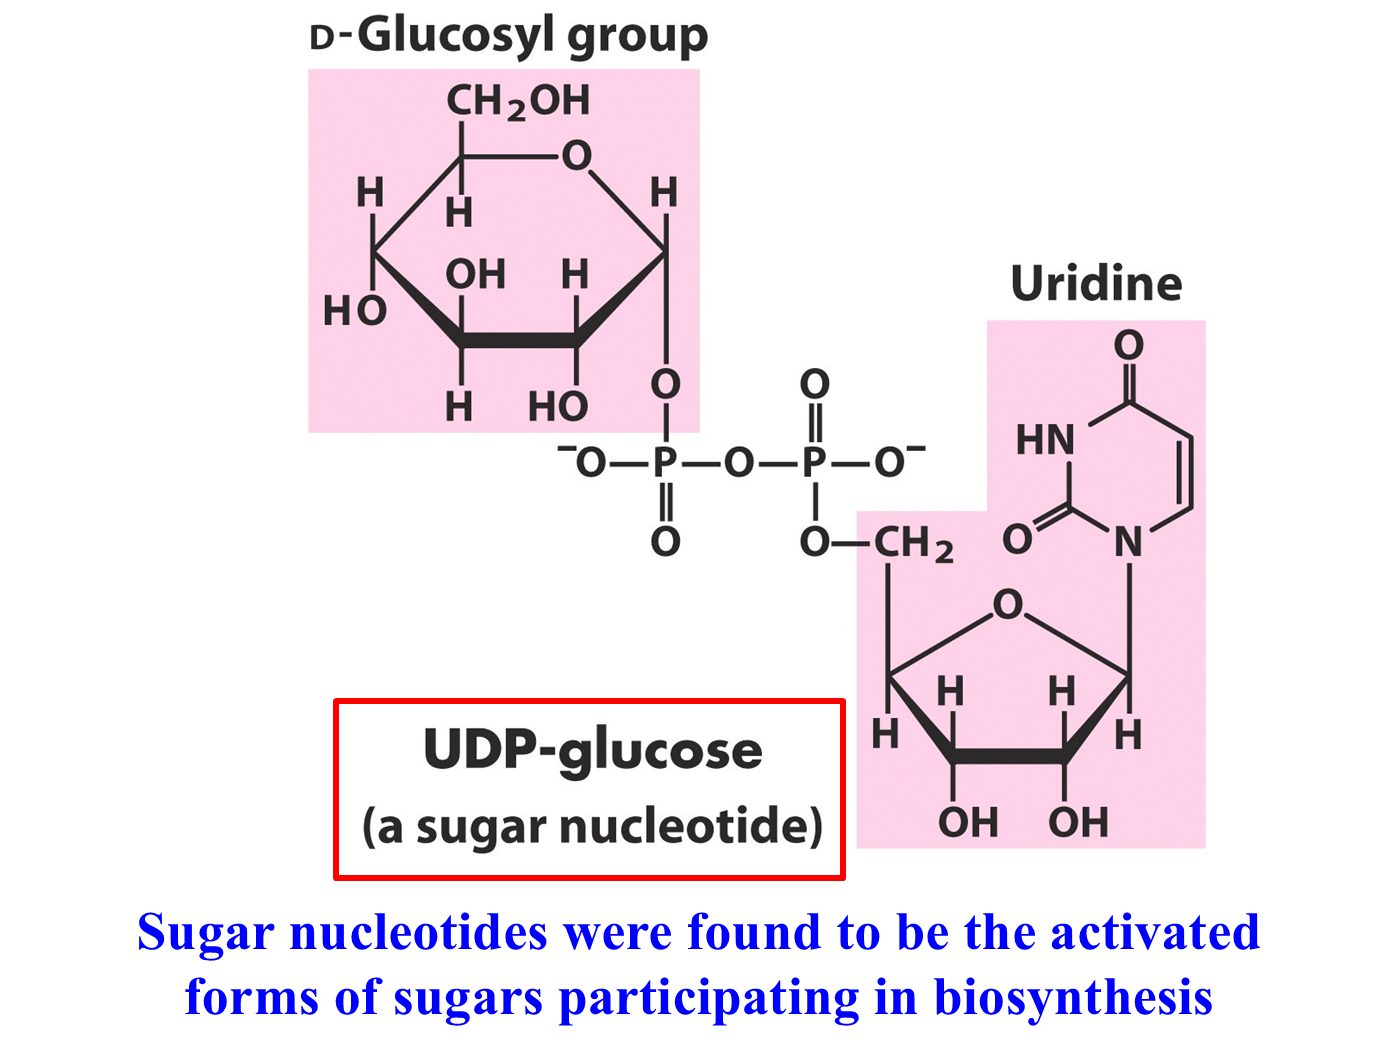 D-Glucosyl group
CH2OH
O
H
H
H
OH
H
HO
H
HO
O
O
⁻O—P—O—P—O⁻
O
O—CH2
Uridine
O
HN
O
N
O
H
H
H
H
OH
OH
UDP-glucose
(a sugar nucleotide)
Sugar nucleotides were found to be the activated
forms of sugars participating in biosynthesis